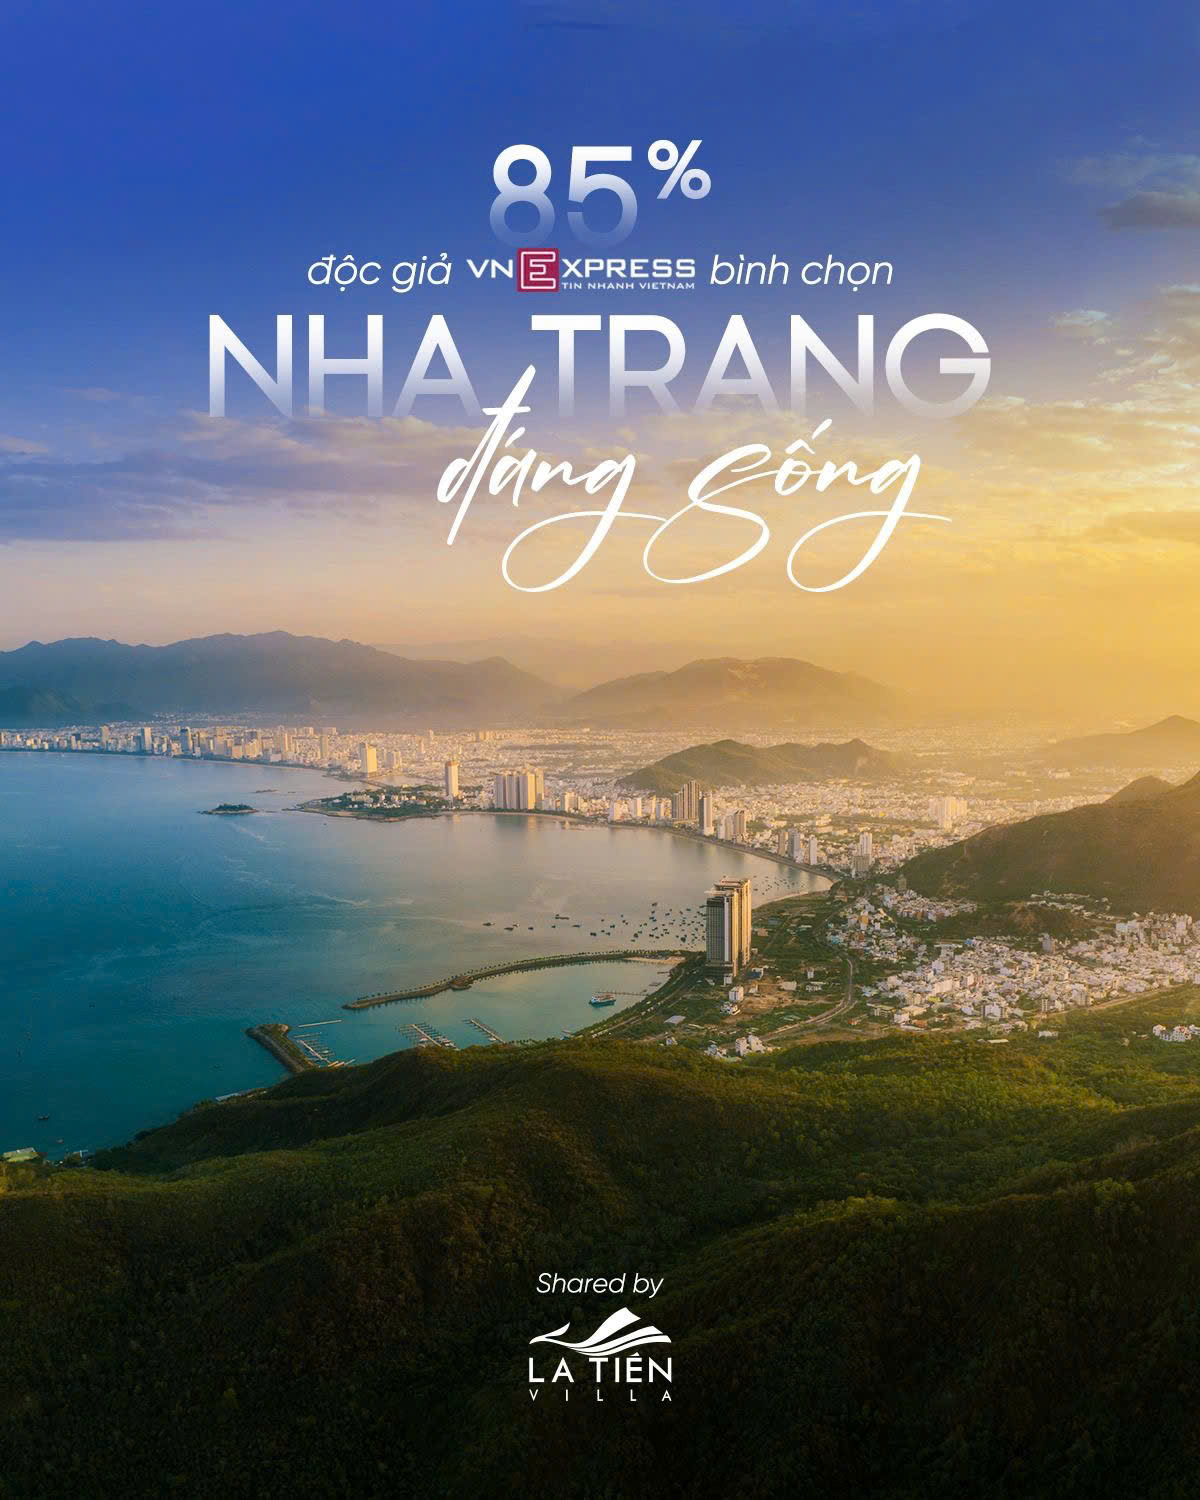 85%
độc giả VNEXPRESS bình chọn
TIN NHANH VIETNAM
NHA TRANG
đáng sống
Shared by
LA TIÊN
VILLA